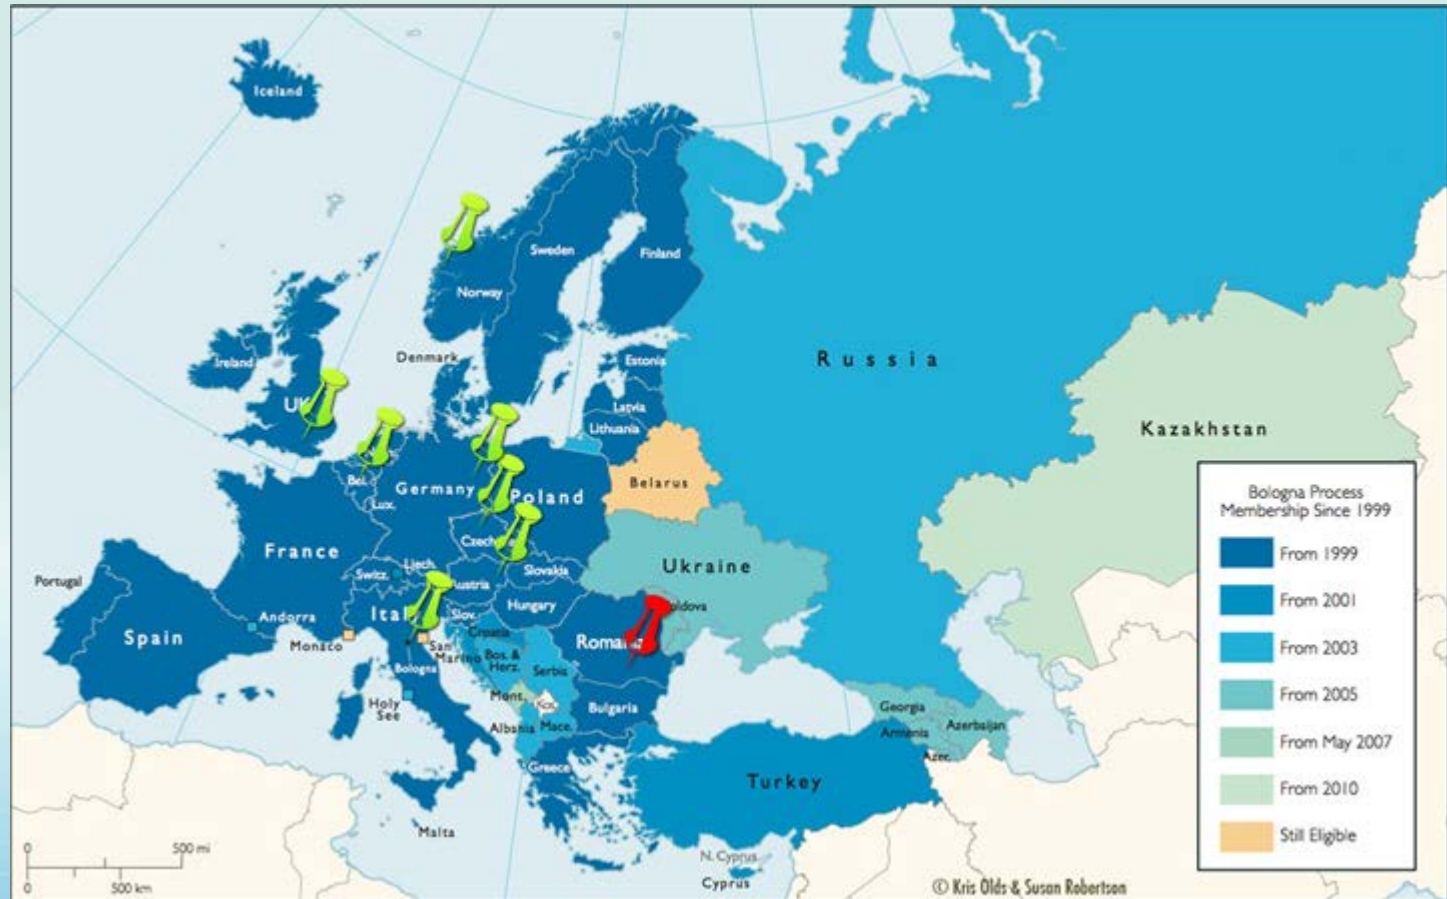 Iceland
Sweden
Finland
Norway
Russia
Denmark
Estonia
Ireland
UK
Latvia
Lithuania
Kazakhstan
Belarus
Bel.
Germany
Poland
Lux.
France
Ukraine
Liech.
Switz.
Slovakia
Portugal
Hungary
Andorra
Slov.
Spain
Monaco
San
Marino
Croatia
Bos. &
Herz.
Serbia
Bologna
Holy
See
Mont.
Kos.
Bulgaria
Albania
Mace.
Georgia
Azerbaijan
Armenia
Azer.
Greece
Turkey
Malta
N. Cyprus
Cyprus
0 500 mi
0 500 km
Bologna Process
Membership Since 1999
From 1999
From 2001
From 2003
From 2005
From May 2007
From 2010
Still Eligible
© Kris Olds & Susan Robertson